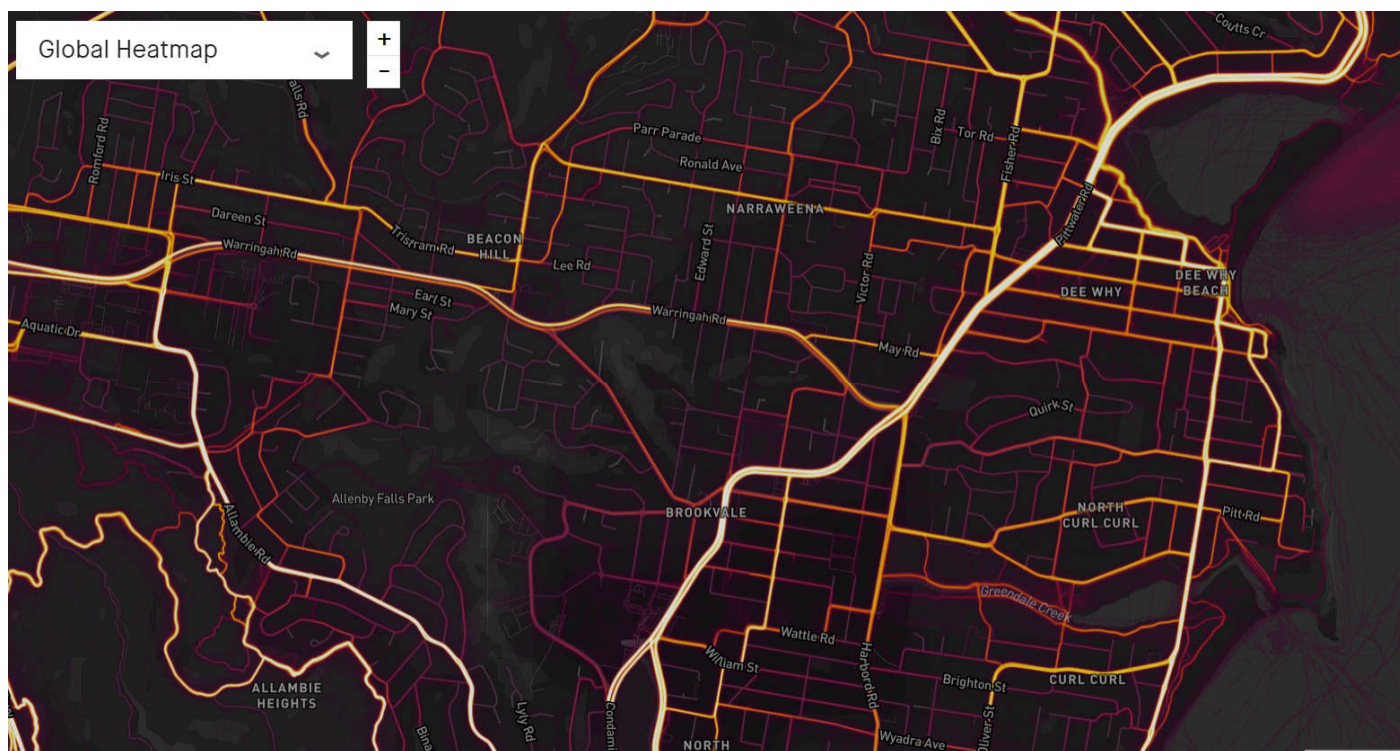 Global Heatmap
+
-
Coutts Cr
alls Rd
Romford Rd
Parr Parade
Bix Rd
Tor Rd
Fisher Rd
Ronald Ave
Iris St
Pittwater Rd
NARRAWEENA
Dareen St
Tristram Rd
BEACON
HILL
Edward St
Warringah Rd
Lee Rd
Victor Rd
DEE WHY
BEACH
DEE WHY
Earl St
Mary St
Warringah Rd
Aquatic Dr
May Rd
Quirk St
Allenby Falls Park
BROOKVALE
NORTH
CURL CURL
Pitt Rd
Allambie Rd
Greendale Creek
Wattle Rd
William St
Harbord Rd
ALLAMBIE
HEIGHTS
Brighton St
CURL CURL
Lyly Rd
Condami
Bina
Oliver St
Wyadra Ave
NORTH